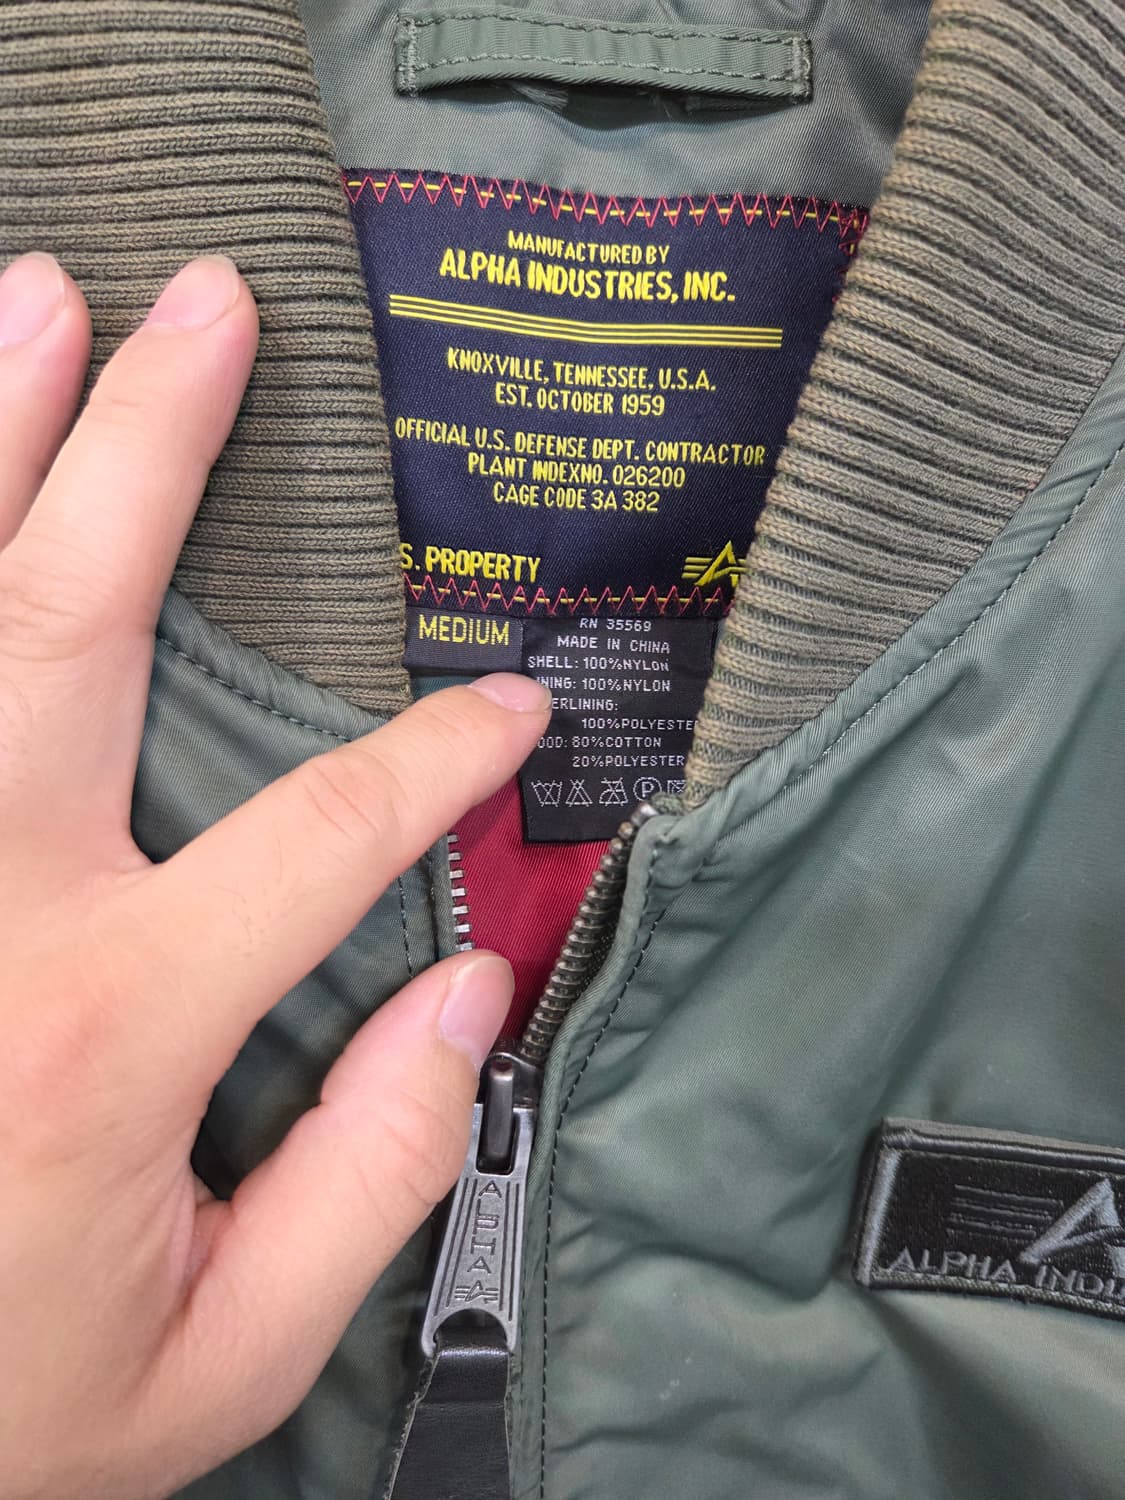 MANUFACTURED BY
ALPHA INDUSTRIES, INC.
KNOXVILLE, TENNESSEE, U.S.A.
EST. OCTOBER 1959
OFFICIAL U.S. DEFENSE DEPT. CONTRACTOR
PLANT INDEXNO. 026200
CAGE CODE 3A 382
S. PROPERTY
MEDIUM
RN 35569
MADE IN CHINA
SHELL: 100%NYLON
INING: 100%NYLON
ERLINING:
100%POLYESTE
OOD: 80%COTTON
20%POLYESTER
ALPHA
ALPHA INDU